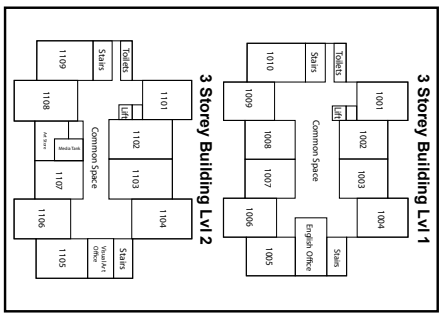 3 Storey Building Lvl 1
1010
Stairs
Toilets
1009
1001
Lift
1008
Common Space
1002
1007
1003
1006
1004
1005
English Office
Stairs
3 Storey Building Lvl 2
1109
Stairs
Toilets
1108
1101
Lift
Art Store
Media Task
Common Space
1102
1107
1103
1106
1104
1105
Visual Art
Office
Stairs